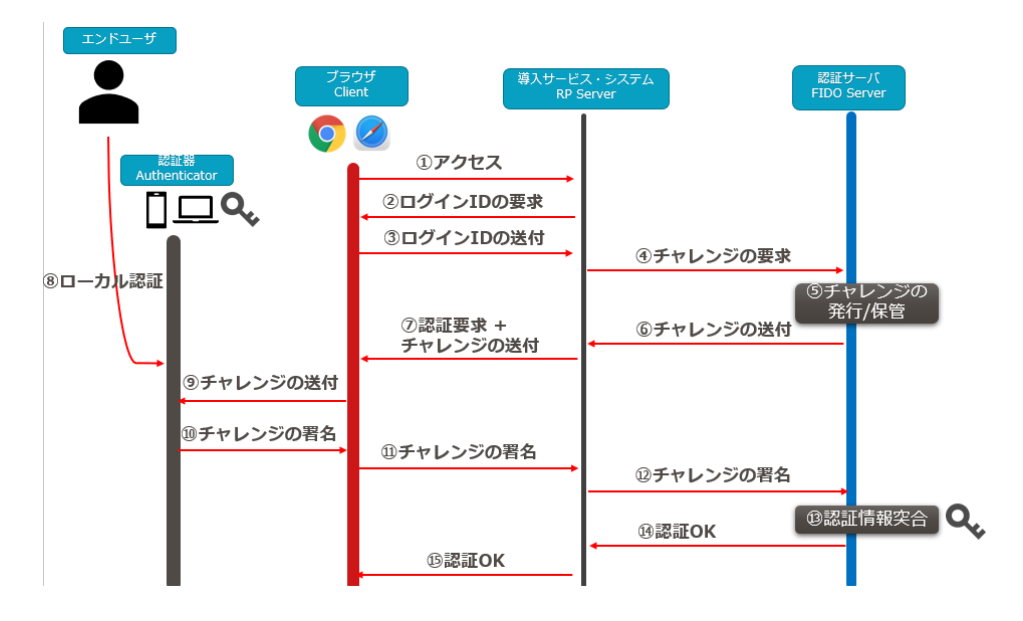 エンドユーザ
ブラウザ
Client
導入サービス・システム
RP Server
認証サーバ
FIDO Server
認証器
Authenticator
①アクセス
②ログインIDの要求
③ログインIDの送付
④チャレンジの要求
⑤チャレンジの
発行/保管
⑥チャレンジの送付
⑦認証要求 +
チャレンジの送付
⑧ローカル認証
⑨チャレンジの送付
⑩チャレンジの署名
⑪チャレンジの署名
⑫チャレンジの署名
⑬認証情報突合
⑭認証OK
⑮認証OK